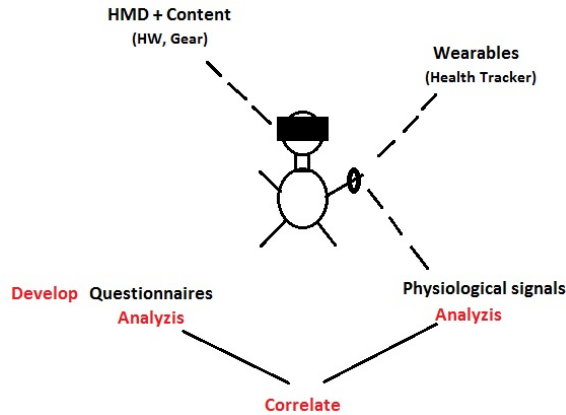 HMD + Content
(HW, Gear)
Wearables
(Health Tracker)
Develop Questionnaires
Analyzis
Physiological signals
Analyzis
Correlate